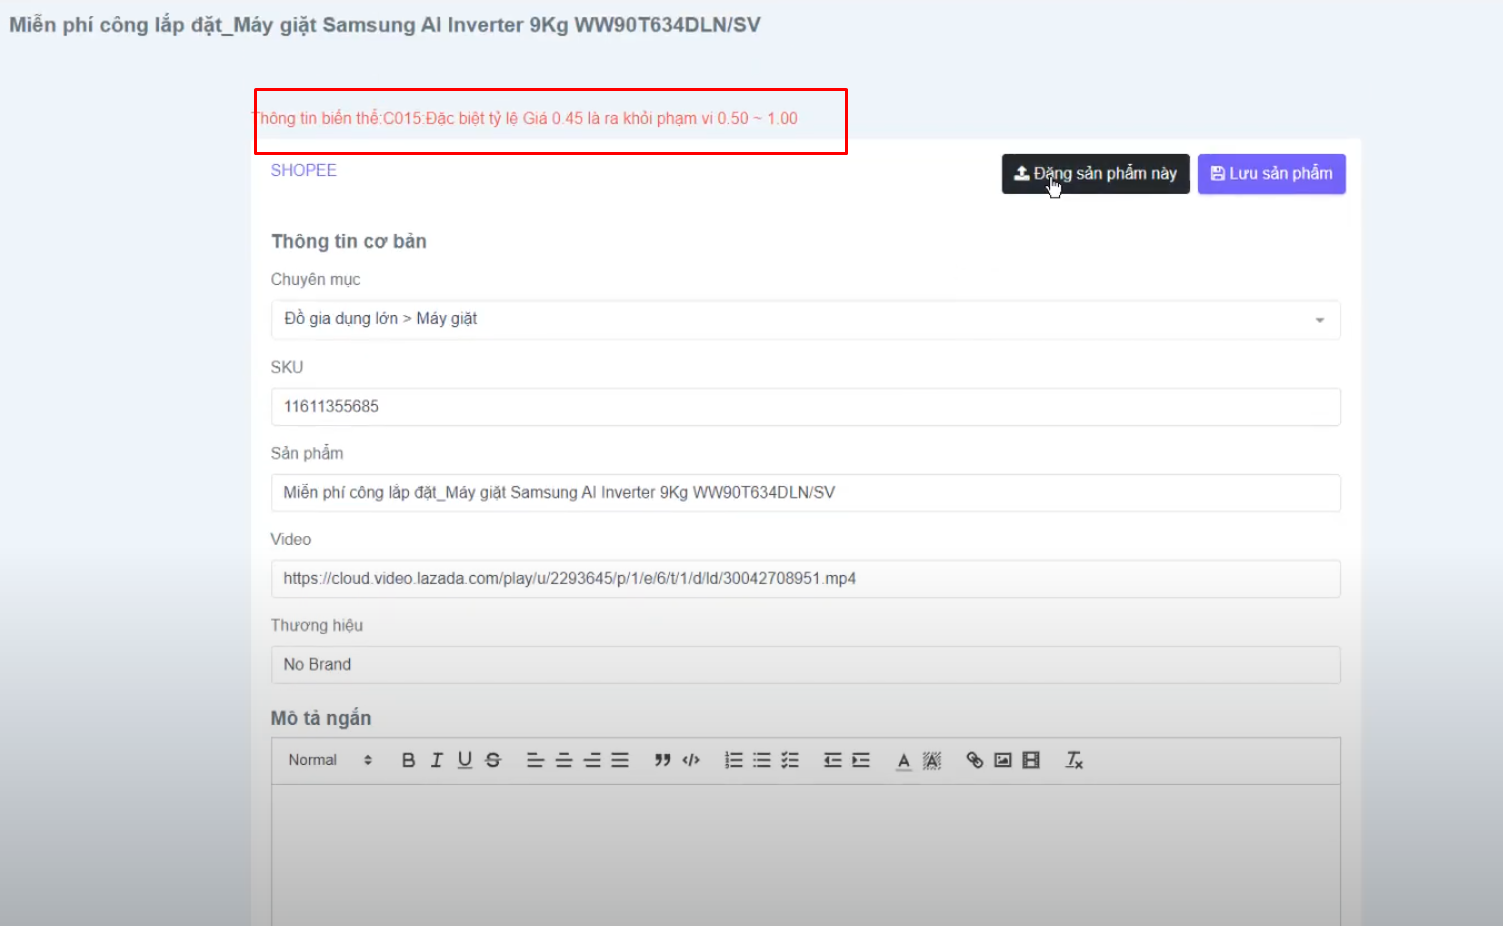 Miễn phí công lắp đặt_Máy giặt Samsung AI Inverter 9Kg WW90T634DLN/SV
Thông tin biến thể:C015:Đặc biệt tỷ lệ Giá 0.45 là ra khỏi phạm vi 0.50 ~ 1.00
SHOPEE
Đăng sản phẩm này
Lưu sản phẩm
Thông tin cơ bản
Chuyên mục
Đồ gia dụng lớn > Máy giặt
SKU
11611355685
Sản phẩm
Miễn phí công lắp đặt_Máy giặt Samsung AI Inverter 9Kg WW90T634DLN/SV
Video
https://cloud.video.lazada.com/play/u/2293645/p/1/e/6/t/1/d/ld/30042708951.mp4
Thương hiệu
No Brand
Mô tả ngắn
Normal